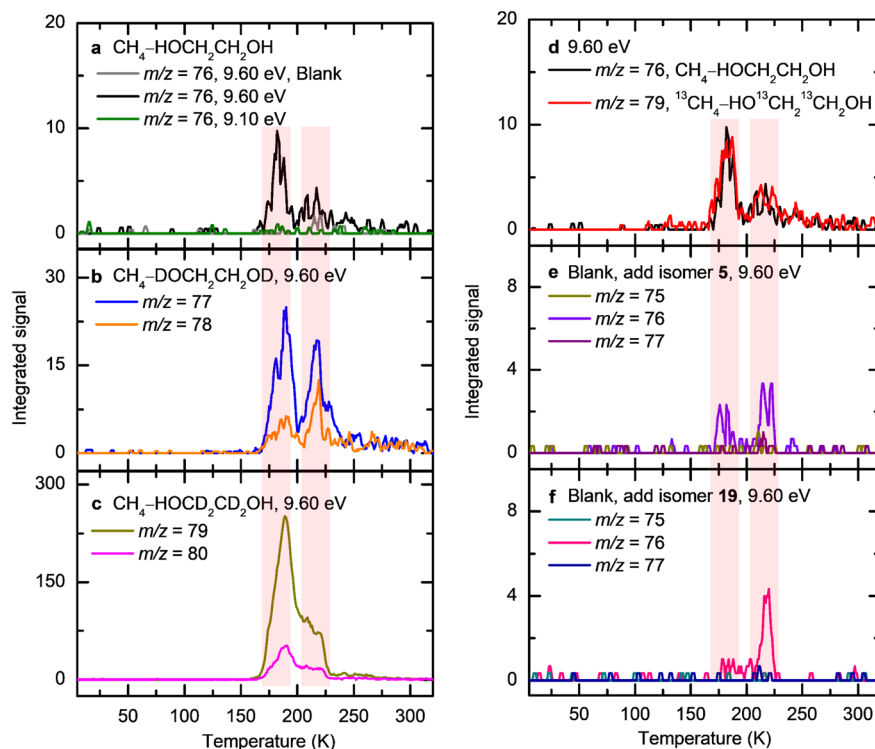 20
a CH₄–HOCH₂CH₂OH
m/z = 76, 9.60 eV, Blank
m/z = 76, 9.60 eV
m/z = 76, 9.10 eV
10
0
b CH₄–DOCH₂CH₂OD, 9.60 eV
30
m/z = 77
m/z = 78
15
0
Integrated signal
300
c CH₄–HOCD₂CD₂OH, 9.60 eV
m/z = 79
m/z = 80
150
0
50 100 150 200 250 300
Temperature (K)
20
d 9.60 eV
m/z = 76, CH₄–HOCH₂CH₂OH
m/z = 79, ¹³CH₄–HO¹³CH₂¹³CH₂OH
10
0
e Blank, add isomer 5, 9.60 eV
8
m/z = 75
m/z = 76
m/z = 77
4
0
Integrated signal
f Blank, add isomer 19, 9.60 eV
8
m/z = 75
m/z = 76
m/z = 77
4
0
50 100 150 200 250 300
Temperature (K)